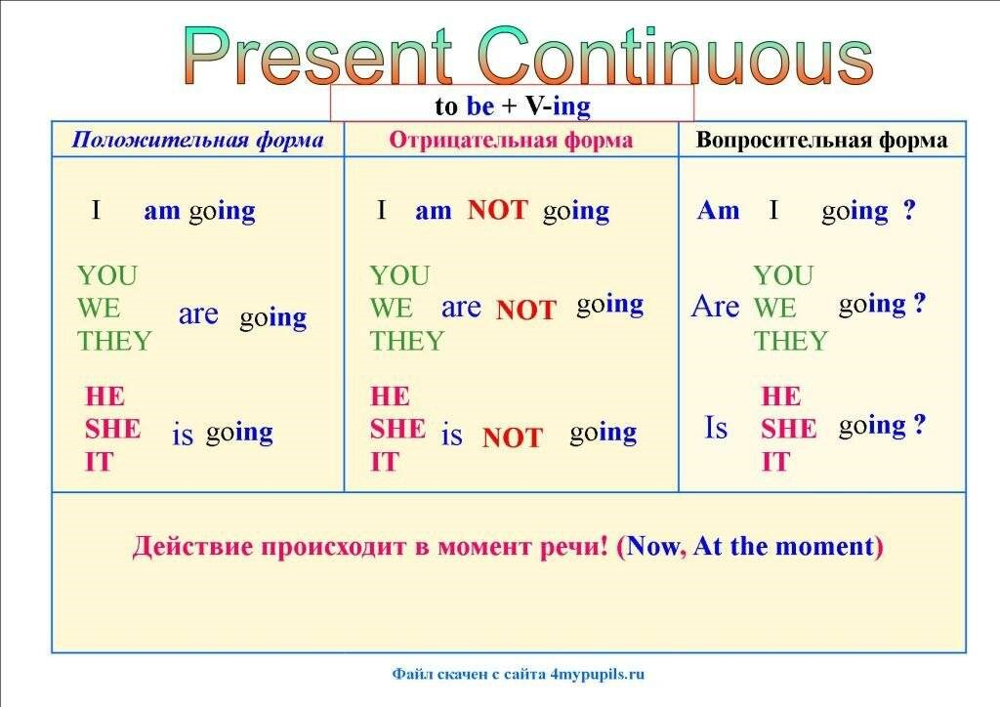 Present Continuous
to be + V-ing
Положительная форма
Отрицательная форма
Вопросительная форма
I am going
I am NOT going
Am I going ?
YOU
WE
THEY
are going
YOU
WE
THEY
are NOT going
Are
YOU
WE
THEY
going ?
HE
SHE
IT
is going
HE
SHE
IT
is NOT going
Is
HE
SHE
IT
going ?
Действие происходит в момент речи! (Now, At the moment)
Файл скачен с сайта 4mypupils.ru